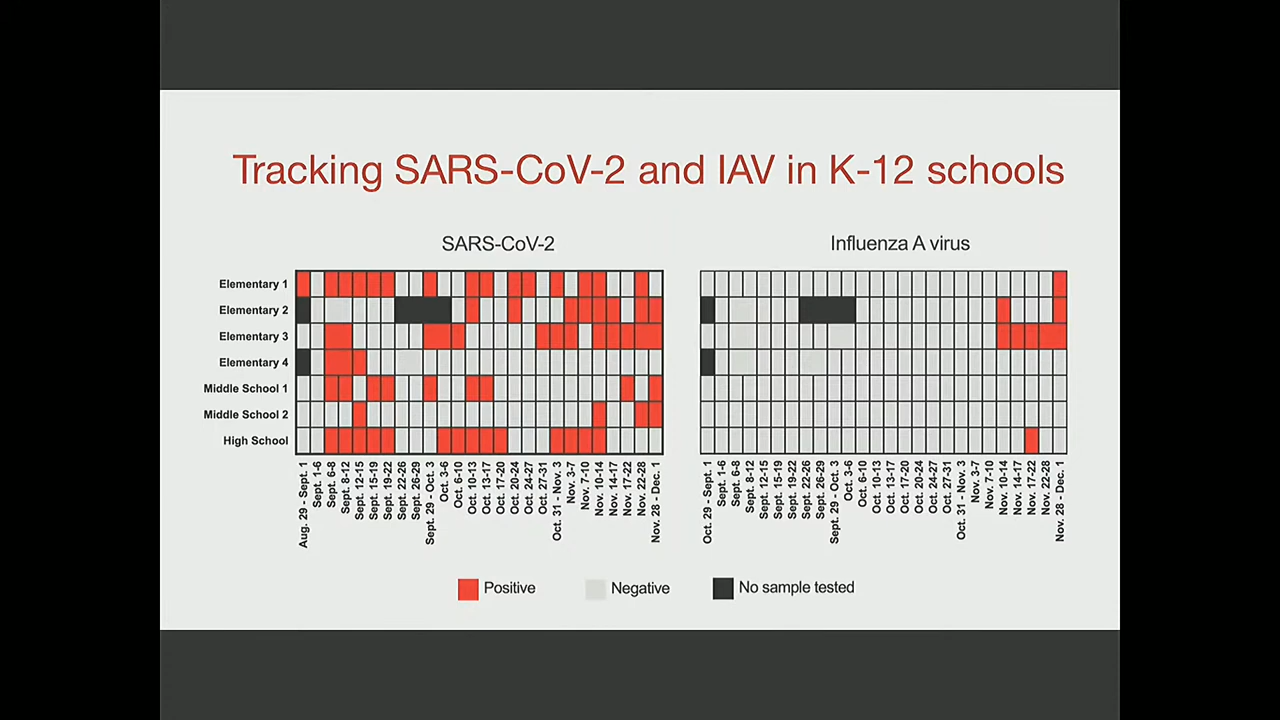 Tracking SARS-CoV-2 and IAV in K-12 schools
SARS-CoV-2
Influenza A virus
Elementary 1
Elementary 2
Elementary 3
Elementary 4
Middle School 1
Middle School 2
High School
Aug. 29 - Sept. 1
Sept. 1-6
Sept. 6-8
Sept. 8-12
Sept. 12-15
Sept. 15-19
Sept. 19-22
Sept. 22-26
Sept. 26-29
Sept. 29 - Oct. 3
Oct. 3-6
Oct. 6-10
Oct. 10-13
Oct. 13-17
Oct. 17-20
Oct. 20-24
Oct. 24-27
Oct. 27-31
Oct. 31 - Nov. 3
Nov. 3-7
Nov. 7-10
Nov. 10-14
Nov. 14-17
Nov. 17-22
Nov. 22-28
Nov. 28 - Dec. 1
Oct. 29 - Sept. 1
Sept. 1-6
Sept. 6-8
Sept. 8-12
Sept. 12-15
Sept. 15-19
Sept. 19-22
Sept. 22-26
Sept. 26-29
Sept. 29 - Oct. 3
Oct. 3-6
Oct. 6-10
Oct. 10-13
Oct. 13-17
Oct. 17-20
Oct. 20-24
Oct. 24-27
Oct. 27-31
Oct. 31 - Nov. 3
Nov. 3-7
Nov. 7-10
Nov. 10-14
Nov. 14-17
Nov. 17-22
Nov. 22-28
Nov. 28 - Dec. 1
Positive
Negative
No sample tested